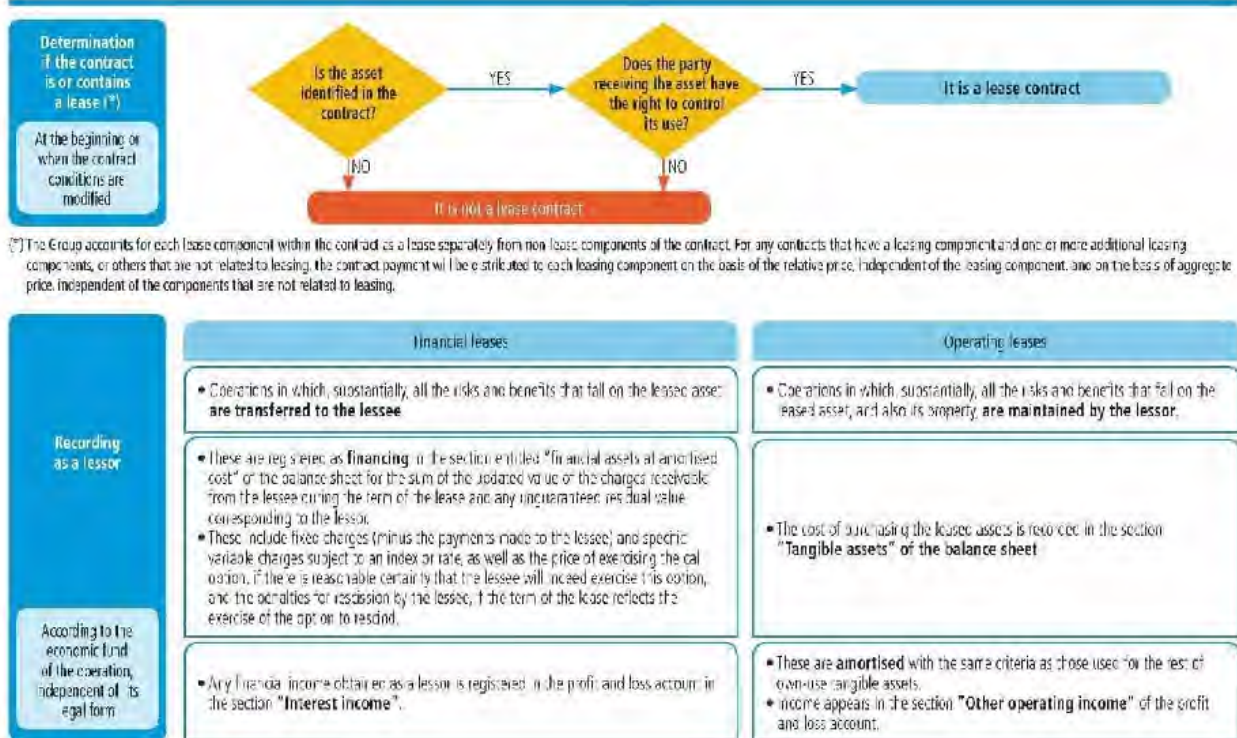 Determination
if the contract
is or contains
a lease (*)
At the beginning or
when the contract
conditions are
modified
Is the asset
identified in the
contract?
YES
Does the party
receiving the asset have
the right to control
its use?
YES
It is a lease contract
NO
NO
It is not a lease contract
(*) The Group accounts for each lease component within the contract as a lease separately from non lease components of the contract. For any contracts that have a leasing component and one or more additional leasing
components, or others that are not related to leasing, the contract payment will be distributed to each leasing component on the basis of the relative price, independent of the leasing component, and on the basis of aggregate
price, independent of the components that are not related to leasing.
Recording
as a lessor
According to the
economic fund
of the operation,
independent of its
legal form
Financial leases
• Operations in which, substantially, all the risks and benefits that fall on the leased asset
are transferred to the lessee
• These are registered as financing in the section entitled "financial assets at amortised
cost" of the balance sheet for the sum of the updated value of the charges receivable
from the lessee during the term of the lease and any unguaranteed residual value
corresponding to the lessor.
• These include fixed charges (minus the payments made to the lessee) and specific
variable charges subject to an index or rate, as well as the price of exercising the call
option, if there is reasonable certainty that the lessee will indeed exercise this option,
and the penalties for rescission by the lessee, if the term of the lease reflects the
exercise of the option to rescind.
• Any financial income obtained as a lessor is registered in the profit and loss account in
the section "Interest income".
Operating leases
• Operations in which, substantially, all the risks and benefits that fall on the
leased asset, and also its property, are maintained by the lessor.
• The cost of purchasing the leased assets is recorded in the section
"Tangible assets" of the balance sheet
• These are amortised with the same criteria as those used for the rest of
own-use tangible assets.
• Income appears in the section "Other operating income" of the profit
and loss account.